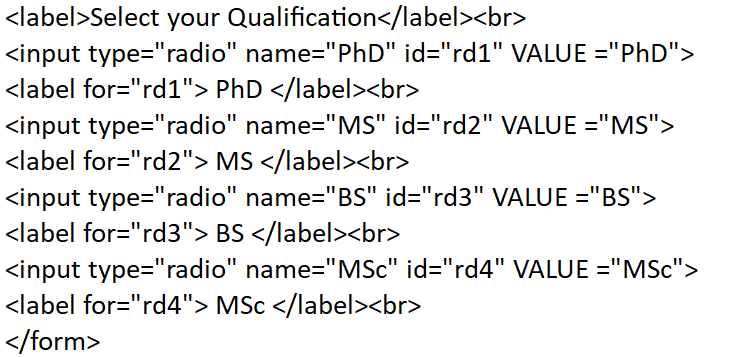 <label>Select your Qualification</label><br>
<input type="radio" name="PhD" id="rd1" VALUE ="PhD">
<label for="rd1"> PhD </label><br>
<input type="radio" name="MS" id="rd2" VALUE ="MS">
<label for="rd2"> MS </label><br>
<input type="radio" name="BS" id="rd3" VALUE ="BS">
<label for="rd3"> BS </label><br>
<input type="radio" name="MSc" id="rd4" VALUE ="MSc">
<label for="rd4"> MSc </label><br>
</form>